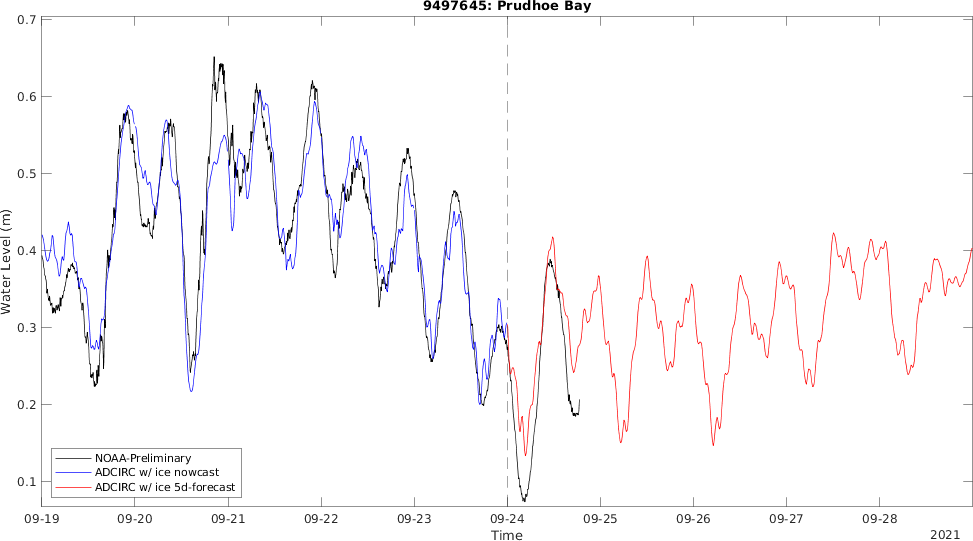 9497645: Prudhoe Bay
0.7
0.6
0.5
0.4
0.3
0.2
0.1
Water Level (m)
NOAA-Preliminary
ADCIRC w/ ice nowcast
ADCIRC w/ ice 5d-forecast
09-19 09-20 09-21 09-22 09-23 09-24 09-25 09-26 09-27 09-28
Time
2021